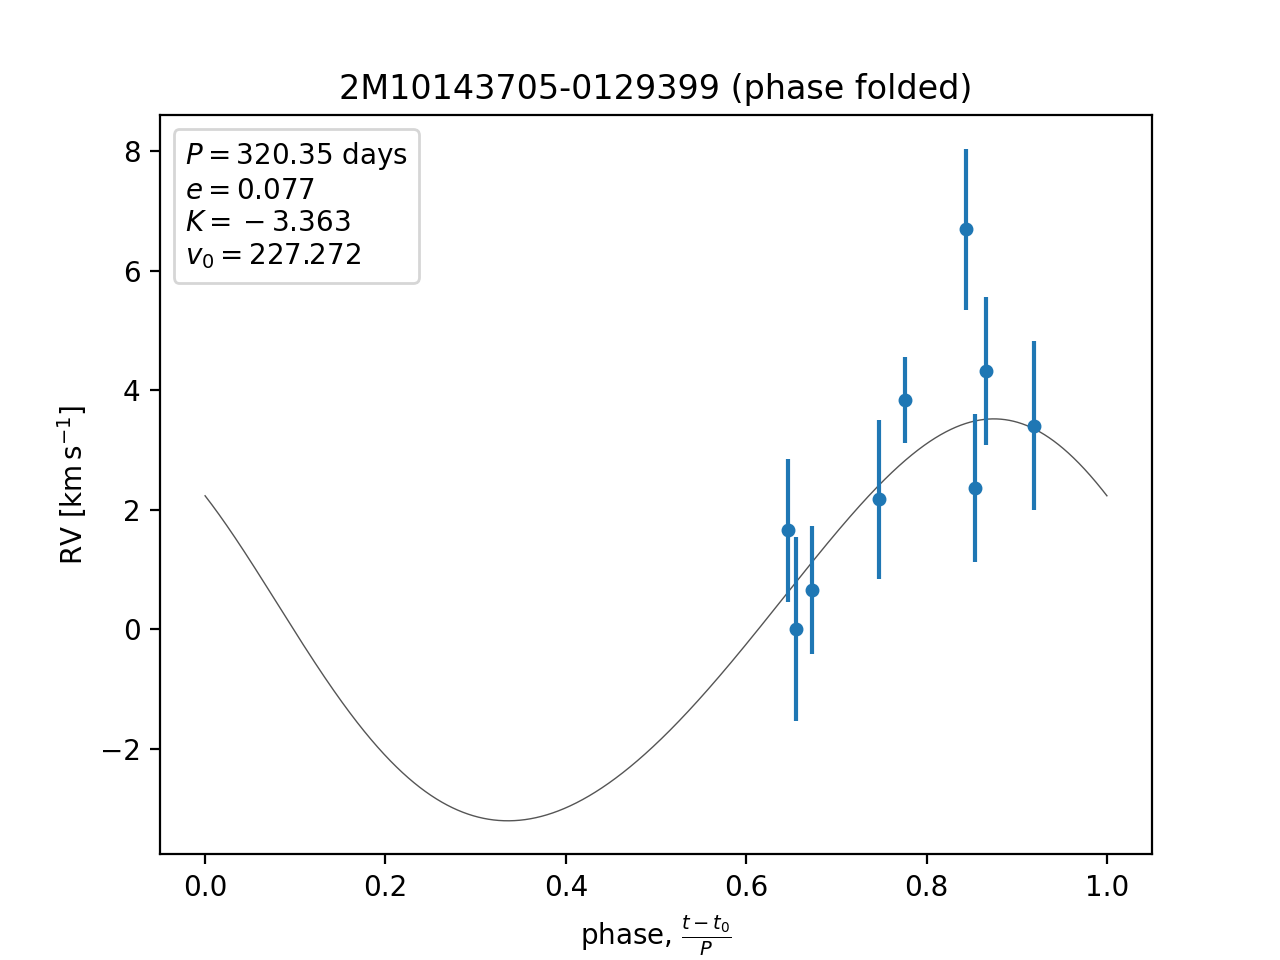 2M10143705-0129399 (phase folded)
P = 320.35 days
e = 0.077
K = −3.363
v₀ = 227.272
8
6
4
2
0
−2
RV [km s⁻¹]
0.0 0.2 0.4 0.6 0.8 1.0
phase, (t − t₀)/P